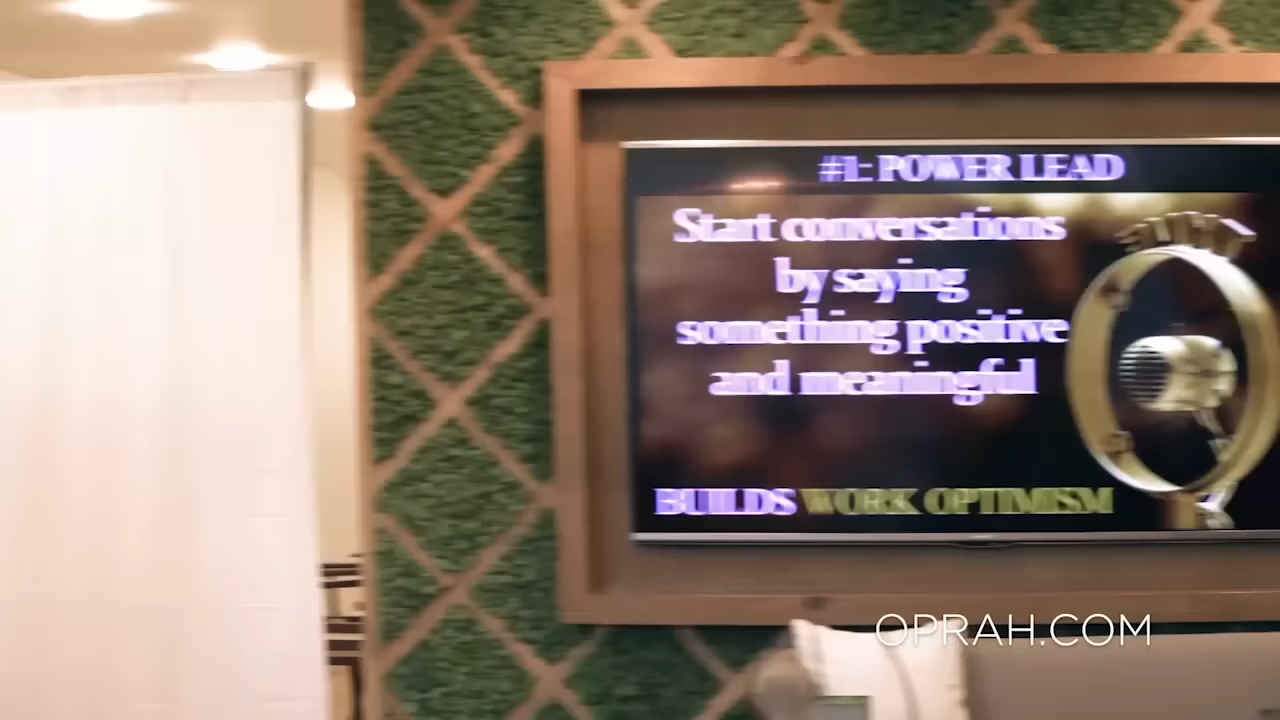 #1: POWER LEAD
Start conversations
by saying
something positive
and meaningful
BUILDS WORK OPTIMISM
OPRAH.COM